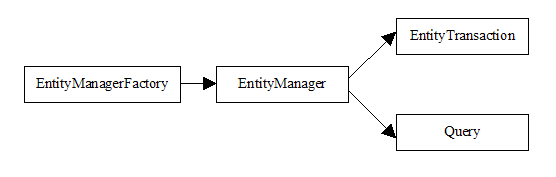 EntityTransaction
EntityManagerFactory
EntityManager
Query